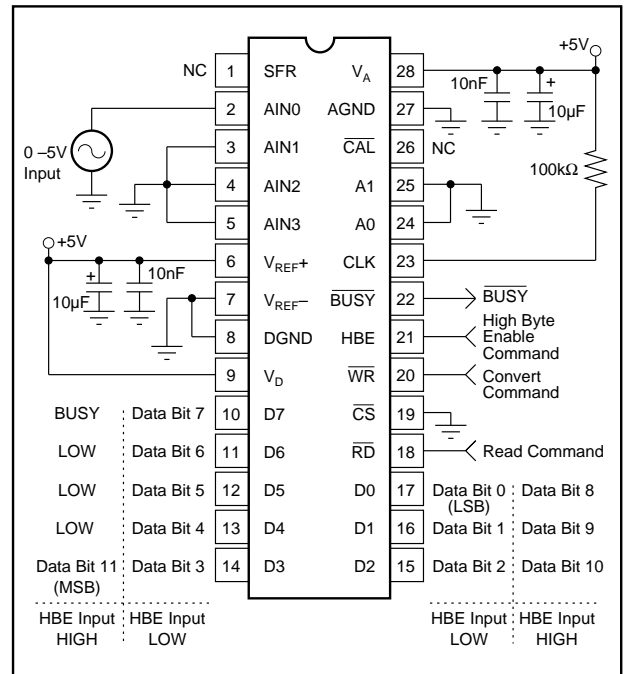 +5V
NC 1 SFR V_A 28 10nF + 10µF
2 AIN0 AGND 27
0 –5V Input
3 AIN1 C̅A̅L̅ 26 NC
4 AIN2 A1 25 100kΩ
5 AIN3 A0 24
+5V
6 V_REF+ CLK 23
+ 10µF 10nF
7 V_REF– B̅U̅S̅Y̅ 22 B̅U̅S̅Y̅
8 DGND HBE 21 High Byte Enable Command
9 V_D W̅R̅ 20 Convert Command
BUSY Data Bit 7 10 D7 C̅S̅ 19
LOW Data Bit 6 11 D6 R̅D̅ 18 Read Command
LOW Data Bit 5 12 D5 D0 17 Data Bit 0 (LSB) Data Bit 8
LOW Data Bit 4 13 D4 D1 16 Data Bit 1 Data Bit 9
Data Bit 11 (MSB) Data Bit 3 14 D3 D2 15 Data Bit 2 Data Bit 10
HBE Input HIGH HBE Input LOW HBE Input LOW HBE Input HIGH